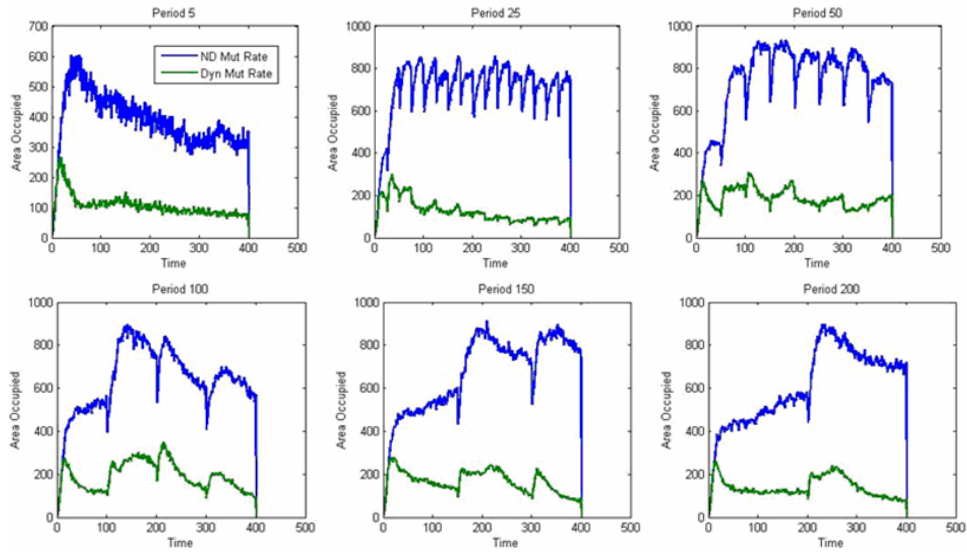 Period 5
700
600
500
400
300
200
100
0
Area Occupied
ND Mut Rate
Dyn Mut Rate
0 100 200 300 400 500
Time
Period 25
1000
800
600
400
200
0
Area Occupied
0 100 200 300 400 500
Time
Period 50
1000
800
600
400
200
0
Area Occupied
0 100 200 300 400 500
Time
Period 100
1000
800
600
400
200
0
Area Occupied
0 100 200 300 400 500
Time
Period 150
1000
800
600
400
200
0
Area Occupied
0 100 200 300 400 500
Time
Period 200
1000
800
600
400
200
0
Area Occupied
0 100 200 300 400 500
Time